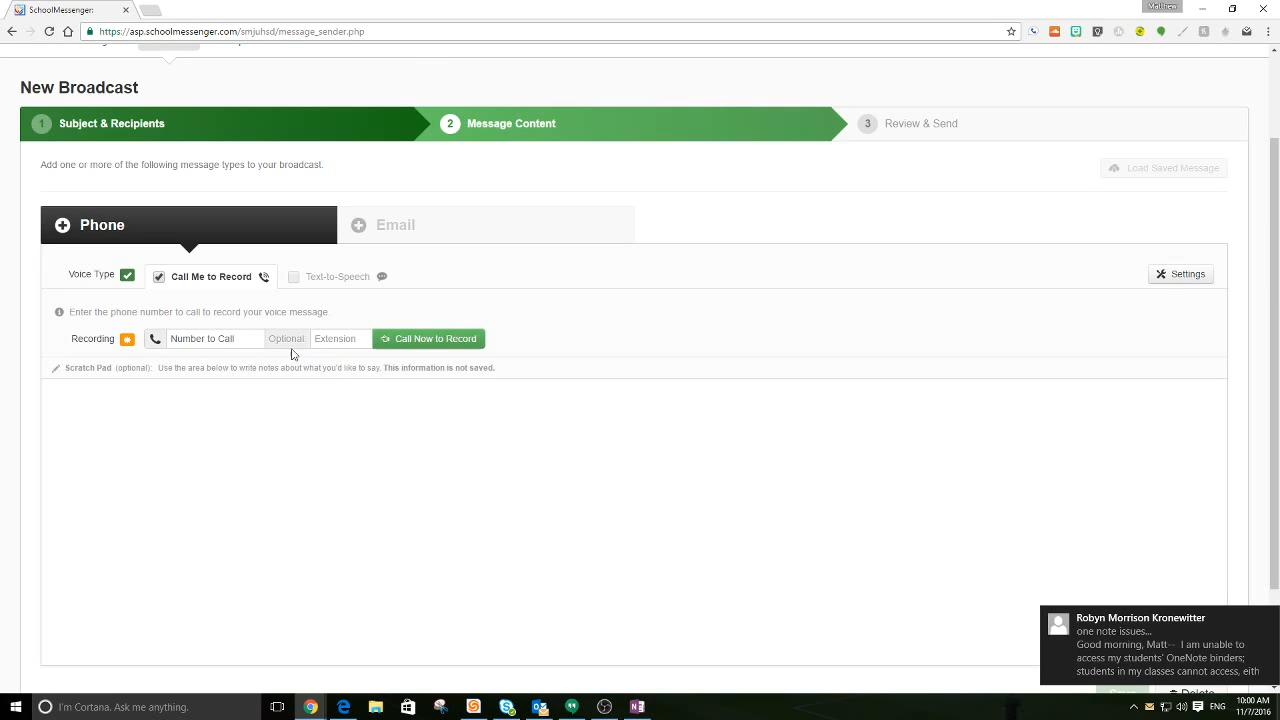 SchoolMessenger:
Matthew
https://asp.schoolmessenger.com/smjuhsd/message_sender.php
New Broadcast
1 Subject & Recipients
2 Message Content
3 Review & Send
Add one or more of the following message types to your broadcast.
Load Saved Message
Phone
Email
Voice Type
Call Me to Record
Text-to-Speech
Settings
Enter the phone number to call to record your voice message.
Recording
Number to Call
Optional
Extension
Call Now to Record
Scratch Pad (optional): Use the area below to write notes about what you'd like to say. This information is not saved.
Robyn Morrison Kronewitter
one note issues...
Good morning, Matt-- I am unable to
access my students' OneNote binders;
students in my classes cannot access, eith
Save
Delete
I'm Cortana. Ask me anything.
ENG
10:00 AM
11/7/2016